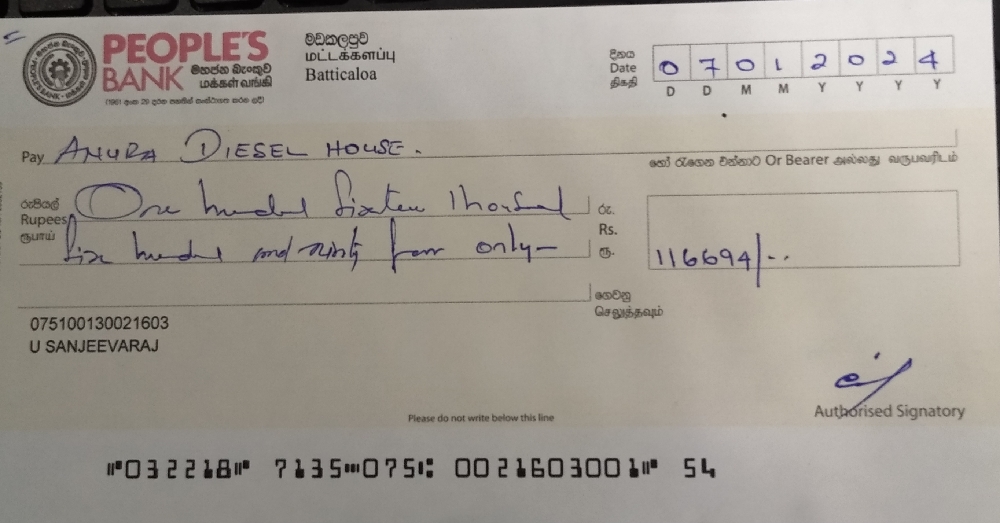 PEOPLE'S BANK
මහජන බැංකුව
மக்கள் வங்கி
මඩකලපුව
மட்டக்களப்பு
Batticaloa
දිනය
Date
திகதி
0 7 0 1 2 0 2 4
D D M M Y Y Y Y
Pay ANURA DIESEL HOUSE.
හෝ රැගෙන එන්නාට Or Bearer அல்லது வருபவரிடம்
රුපියල්
Rupees
ரூபாய்
One hundred sixteen thousand
six hundred and ninty four only-
රු.
Rs.
ரூ.
116694/--
ගෙවනු
செலுத்தவும்
075100130021603
U SANJEEVARAJ
Authorised Signatory
Please do not write below this line
⑈032218⑈ 7135⑉075⑆ 0021603001⑈ 54